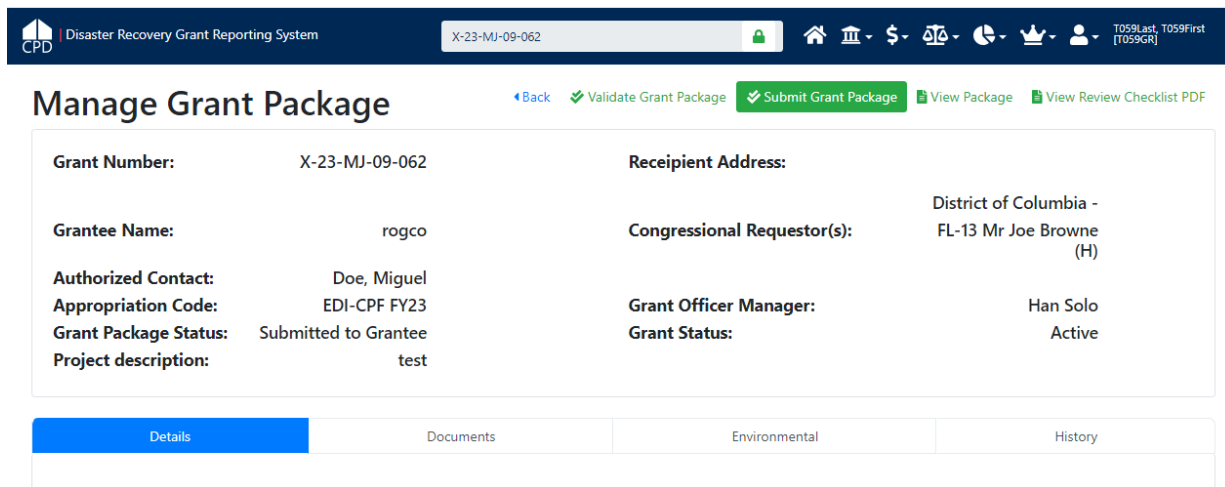 CPD
Disaster Recovery Grant Reporting System
X-23-MJ-09-062
$
T059Last, T059First
[T059GR]
Manage Grant Package
Back
Validate Grant Package
Submit Grant Package
View Package
View Review Checklist PDF
Grant Number: X-23-MJ-09-062 Receipient Address:
District of Columbia -
Grantee Name: rogco Congressional Requestor(s): FL-13 Mr Joe Browne
(H)
Authorized Contact: Doe, Miguel
Appropriation Code: EDI-CPF FY23 Grant Officer Manager: Han Solo
Grant Package Status: Submitted to Grantee Grant Status: Active
Project description: test
Details Documents Environmental History